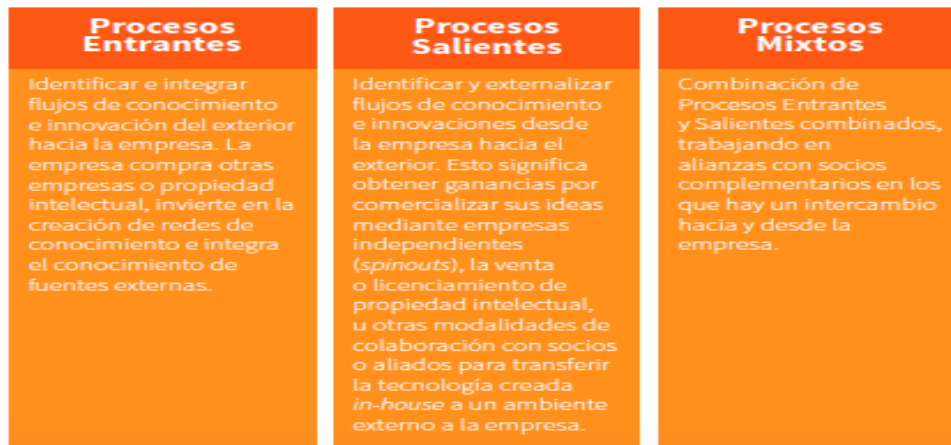 Procesos
Entrantes
Identificar e integrar
flujos de conocimiento
e innovación del exterior
hacia la empresa. La
empresa compra otras
empresas o propiedad
intelectual, invierte en la
creación de redes de
conocimiento e integra
el conocimiento de
fuentes externas.
Procesos
Salientes
Identificar y externalizar
flujos de conocimiento
e innovaciones desde
la empresa hacia el
exterior. Esto significa
obtener ganancias por
comercializar sus ideas
mediante empresas
independientes
(spinouts), la venta
o licenciamiento de
propiedad intelectual,
u otras modalidades de
colaboración con socios
o aliados para transferir
la tecnología creada
in-house a un ambiente
externo a la empresa.
Procesos
Mixtos
Combinación de
Procesos Entrantes
y Salientes combinados,
trabajando en
alianzas con socios
complementarios en los
que hay un intercambio
hacia y desde la
empresa.